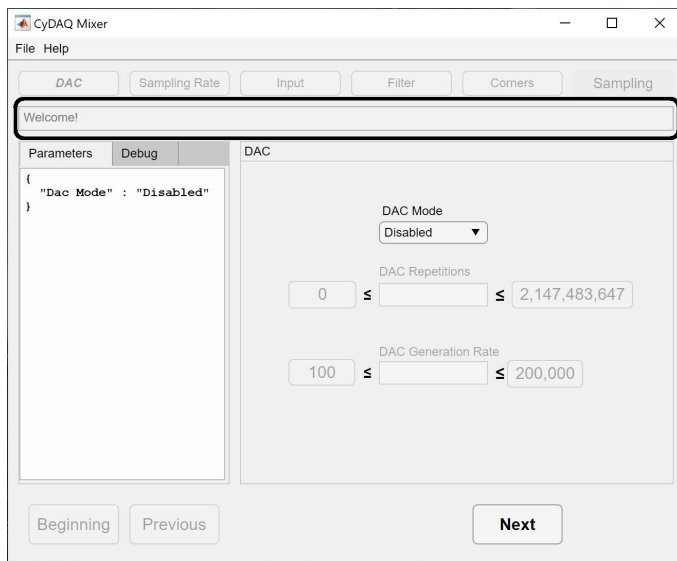 CyDAQ Mixer
File Help
DAC Sampling Rate Input Filter Corners Sampling
Welcome!
Parameters Debug
DAC
{
"Dac Mode" : "Disabled"
}
DAC Mode
Disabled
DAC Repetitions
0 ≤ ≤ 2,147,483,647
DAC Generation Rate
100 ≤ ≤ 200,000
Beginning Previous Next